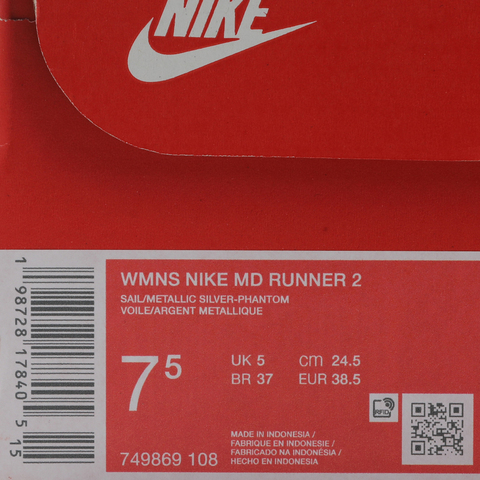 NIKE
WMNS NIKE MD RUNNER 2
SAIL/METALLIC SILVER-PHANTOM
VOILE/ARGENT METALLIQUE
7 5
UK 5 cm 24.5
BR 37 EUR 38.5
RFID
MADE IN INDONESIA /
FABRIQUE EN INDONESIE /
FABRICADO NA INDONÉSIA /
HECHO EN INDONESIA
749869 108
1 98728 17840 5 15